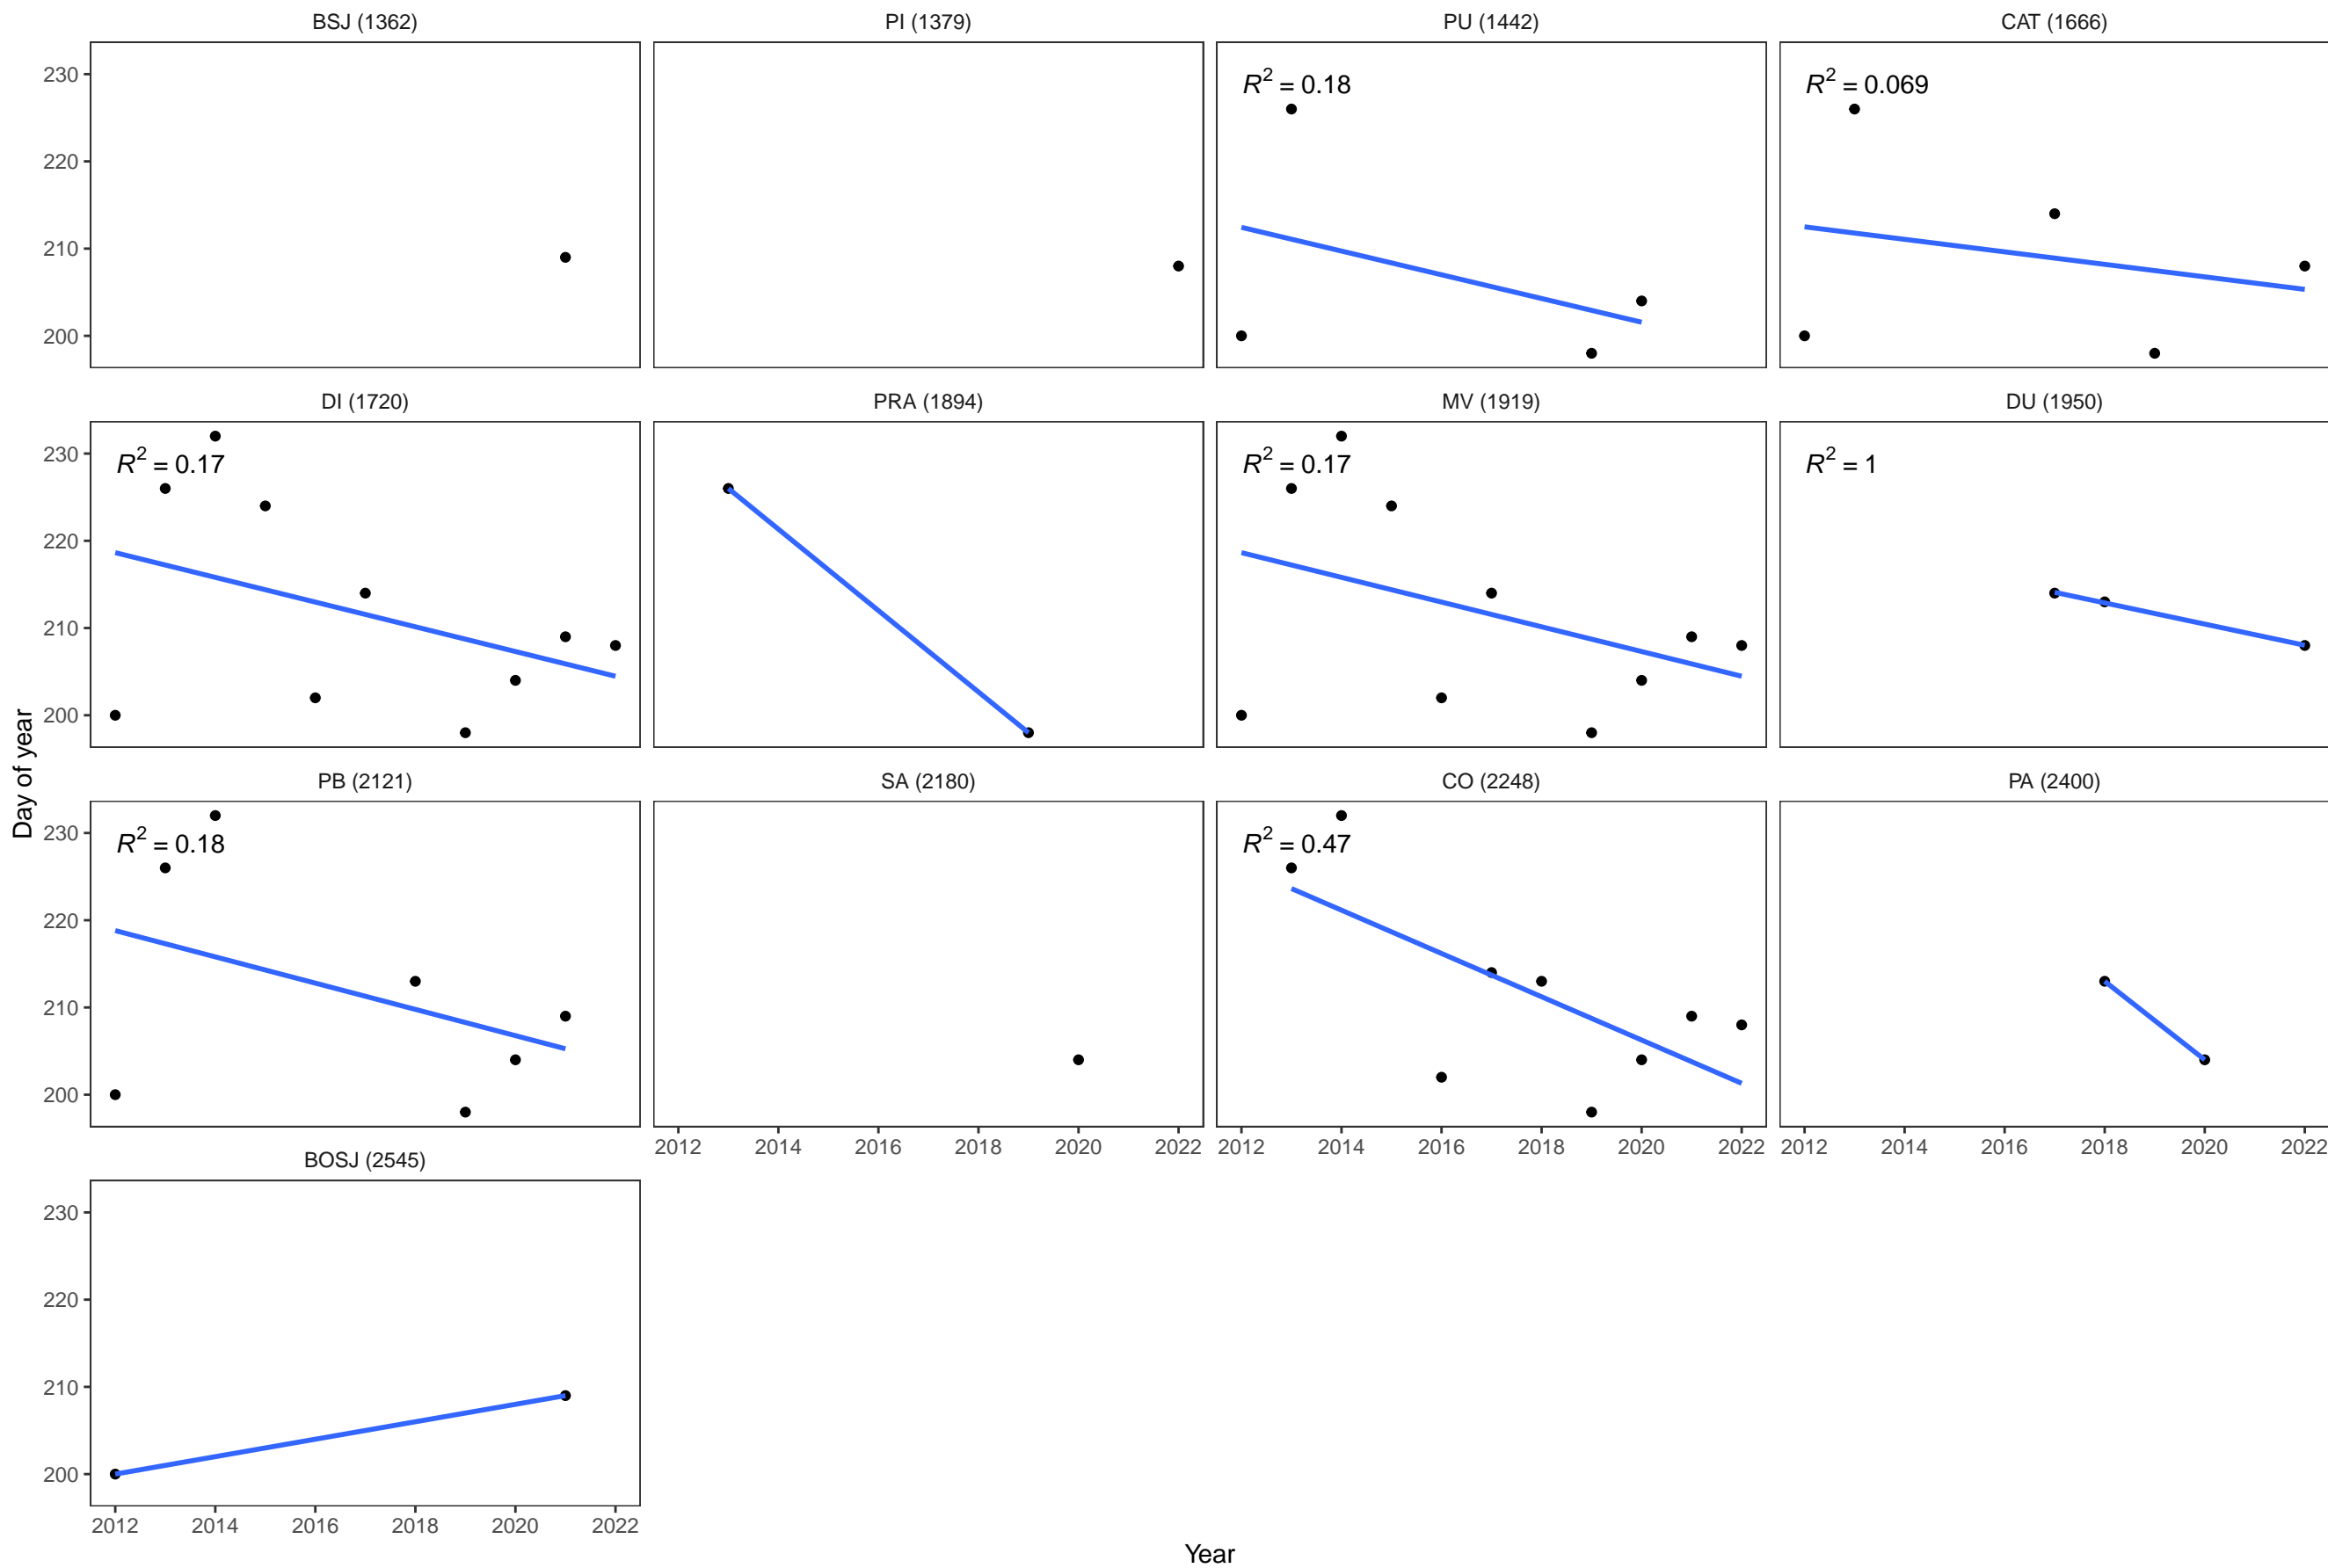 BSJ (1362) PI (1379) PU (1442) CAT (1666)
230
220
210
200
R² = 0.18
R² = 0.069
DI (1720) PRA (1894) MV (1919) DU (1950)
230
220
210
200
R² = 0.17
R² = 0.17
R² = 1
Day of year
PB (2121) SA (2180) CO (2248) PA (2400)
230
220
210
200
R² = 0.18
R² = 0.47
2012 2014 2016 2018 2020 2022 2012 2014 2016 2018 2020 2022 2012 2014 2016 2018 2020 2022
BOSJ (2545)
230
220
210
200
2012 2014 2016 2018 2020 2022
Year